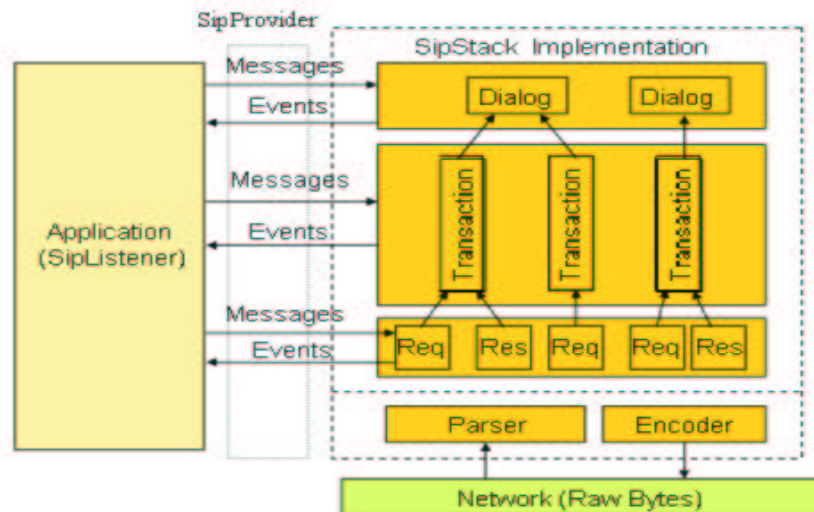 SipProvider
SipStack Implementation
Messages
Events
Dialog
Dialog
Messages
Events
Transaction
Transaction
Transaction
Application
(SipListener)
Messages
Events
Req
Res
Req
Req
Res
Parser
Encoder
Network (Raw Bytes)